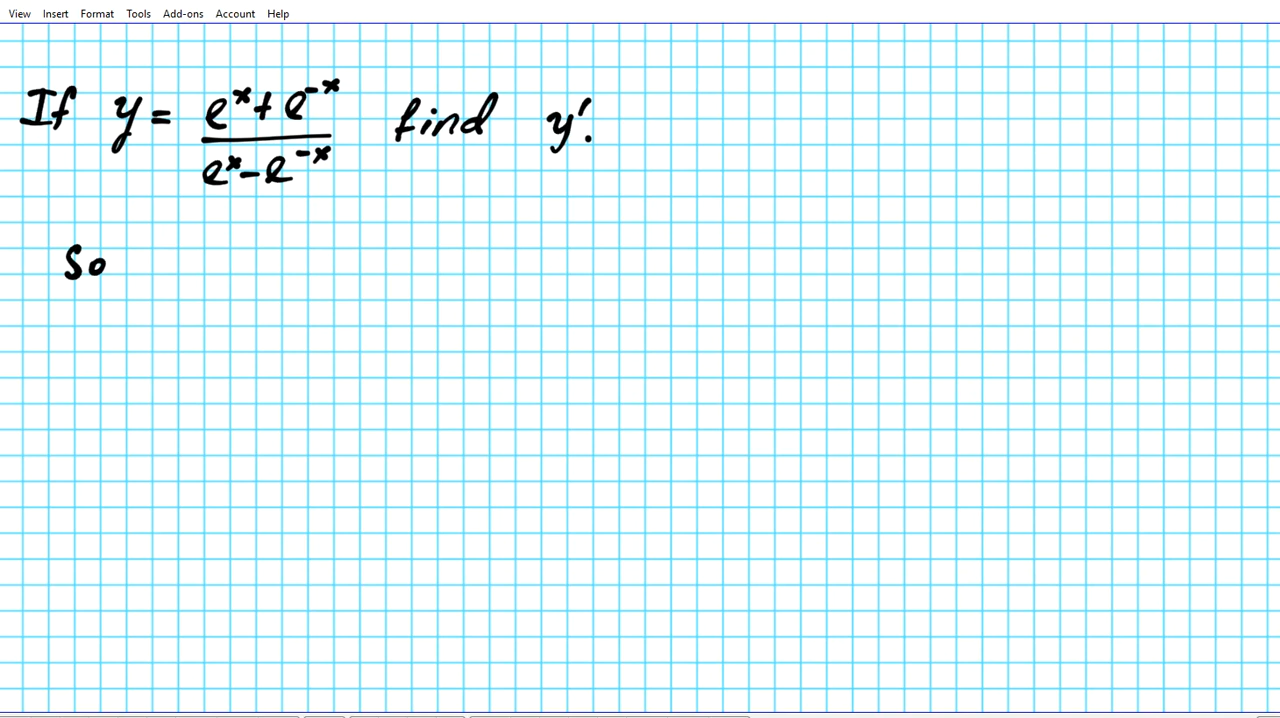 View Insert Format Tools Add-ons Account Help
If y = (e^x + e^-x)/(e^x - e^-x) find y'.
So